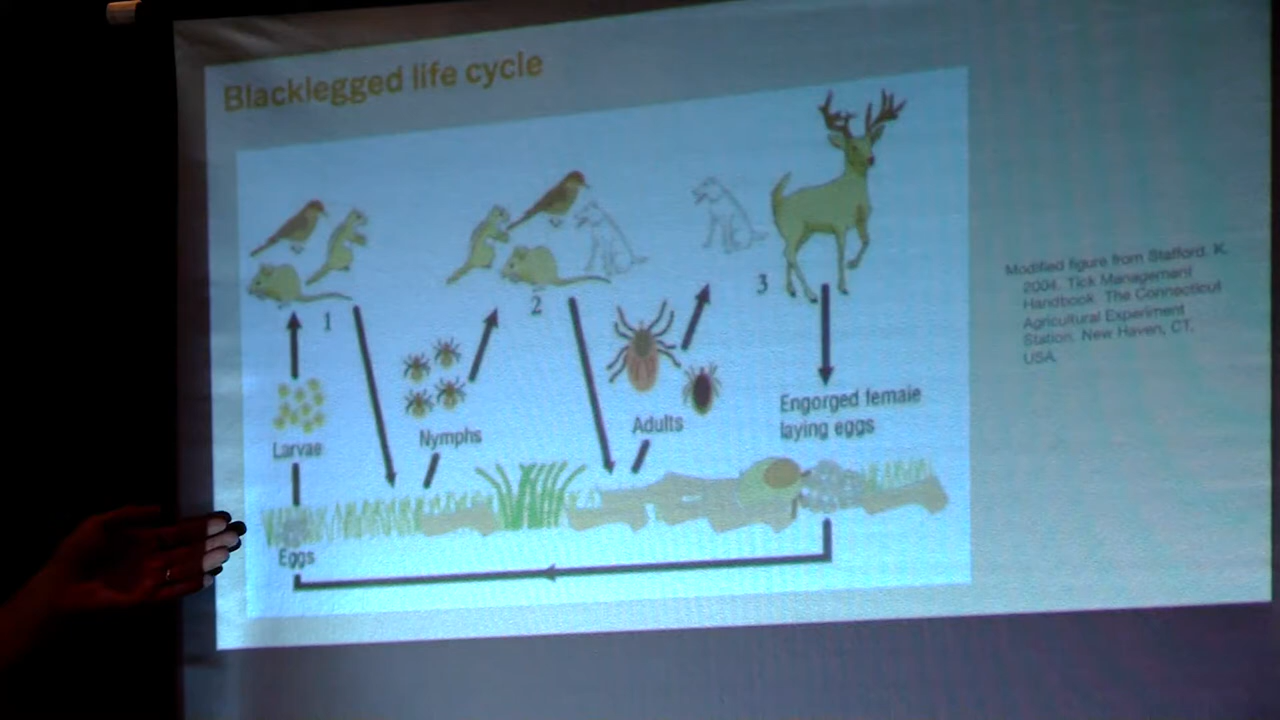 Blacklegged life cycle
1
2
3
Larvae
Nymphs
Adults
Engorged female
laying eggs
Eggs
Modified figure from Stafford. K.
2004. Tick Management
Handbook. The Connecticut
Agricultural Experiment
Station. New Haven, CT.
USA